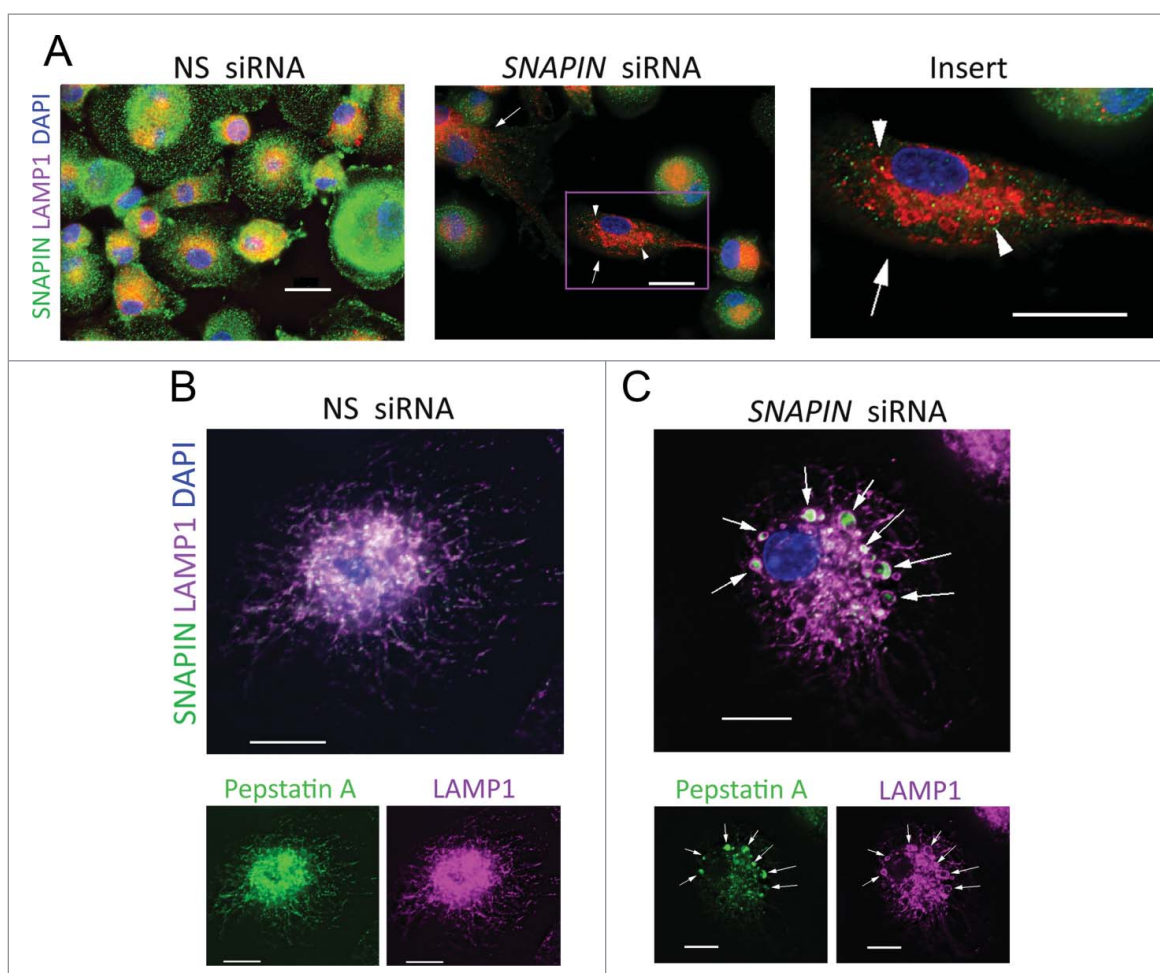 A
NS siRNA
SNAPIN siRNA
Insert
SNAPIN LAMP1 DAPI
B
NS siRNA
SNAPIN LAMP1 DAPI
Pepstatin A
LAMP1
C
SNAPIN siRNA
Pepstatin A
LAMP1